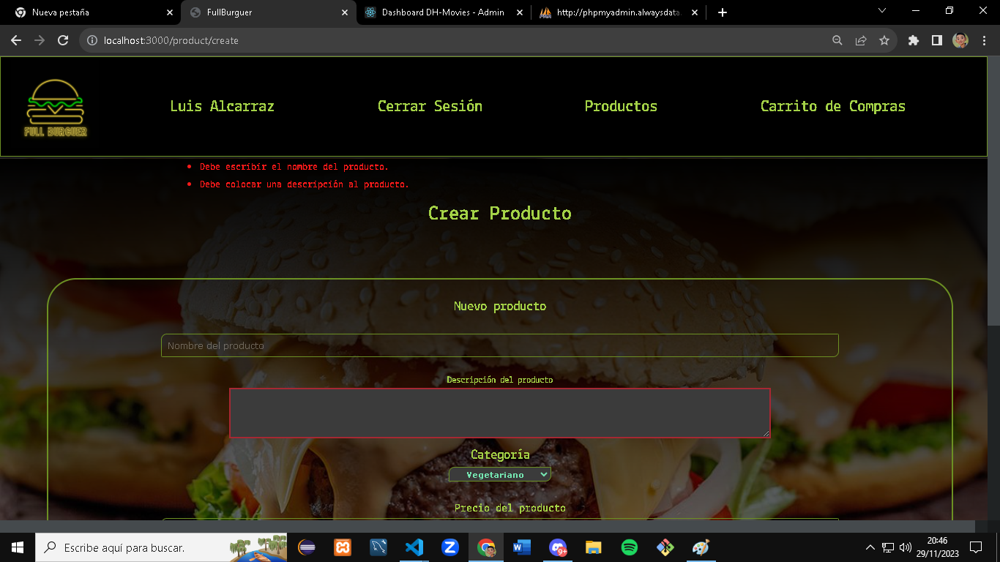 Nueva pestaña
FullBurguer
Dashboard DH-Movies - Admin
http://phpmyadmin.alwaysdata.
localhost:3000/product/create
FULL BURGUER
Luis Alcarraz
Cerrar Sesión
Productos
Carrito de Compras
Debe escribir el nombre del producto.
Debe colocar una descripción al producto.
Crear Producto
Nuevo producto
Nombre del producto
Descripción del producto
Categoría
Vegetariano
Precio del producto
Escribe aquí para buscar.
9+
20:46
29/11/2023